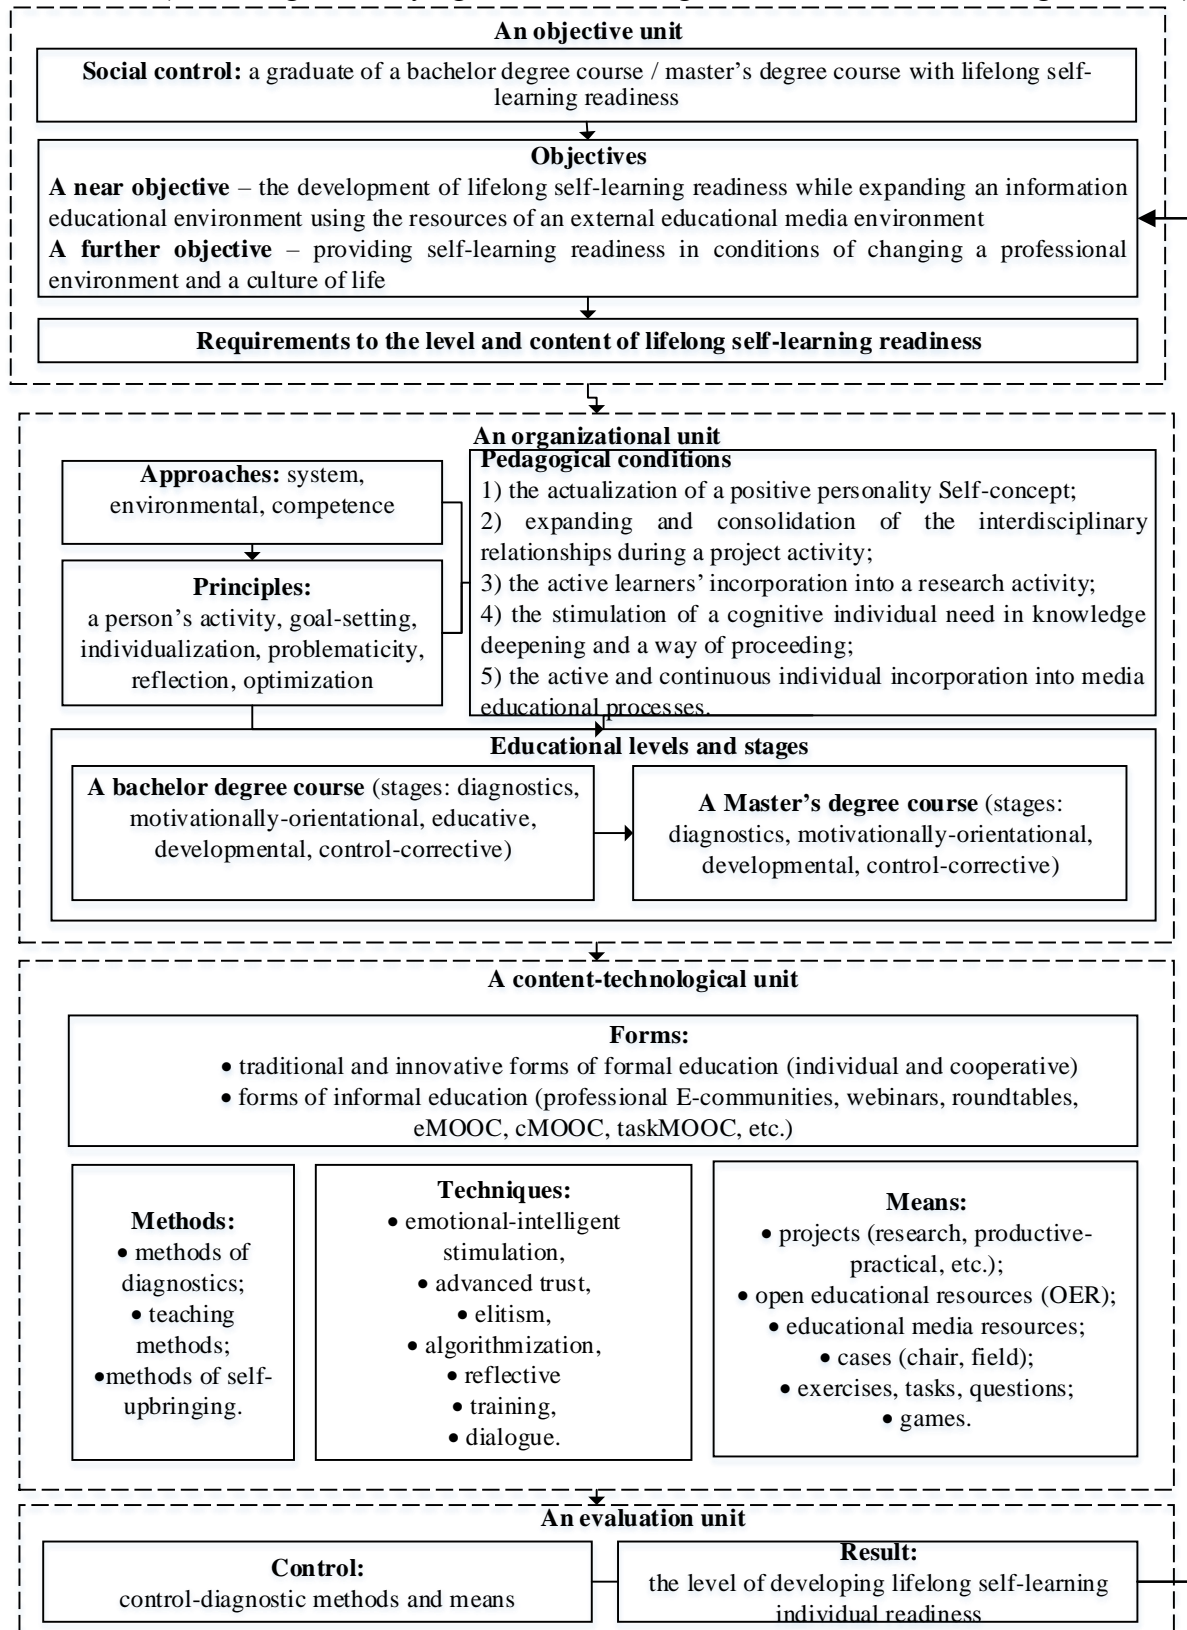 An objective unit
Social control: a graduate of a bachelor degree course / master's degree course with lifelong self-
learning readiness
Objectives
A near objective – the development of lifelong self-learning readiness while expanding an information
educational environment using the resources of an external educational media environment
A further objective – providing self-learning readiness in conditions of changing a professional
environment and a culture of life
Requirements to the level and content of lifelong self-learning readiness
An organizational unit
Approaches: system,
environmental, competence
Principles:
a person's activity, goal-setting,
individualization, problematicity,
reflection, optimization
Pedagogical conditions
1) the actualization of a positive personality Self-concept;
2) expanding and consolidation of the interdisciplinary
relationships during a project activity;
3) the active learners' incorporation into a research activity;
4) the stimulation of a cognitive individual need in knowledge
deepening and a way of proceeding;
5) the active and continuous individual incorporation into media
educational processes.
Educational levels and stages
A bachelor degree course (stages: diagnostics,
motivationally-orientational, educative,
developmental, control-corrective)
A Master's degree course (stages:
diagnostics, motivationally-orientational,
developmental, control-corrective)
A content-technological unit
Forms:
• traditional and innovative forms of formal education (individual and cooperative)
• forms of informal education (professional E-communities, webinars, roundtables,
eMOOC, cMOOC, taskMOOC, etc.)
Methods:
• methods of
diagnostics;
• teaching
methods;
•methods of self-
upbringing.
Techniques:
• emotional-intelligent
stimulation,
• advanced trust,
• elitism,
• algorithmization,
• reflective
• training,
• dialogue.
Means:
• projects (research, productive-
practical, etc.);
• open educational resources (OER);
• educational media resources;
• cases (chair, field);
• exercises, tasks, questions;
• games.
An evaluation unit
Control:
control-diagnostic methods and means
Result:
the level of developing lifelong self-learning
individual readiness